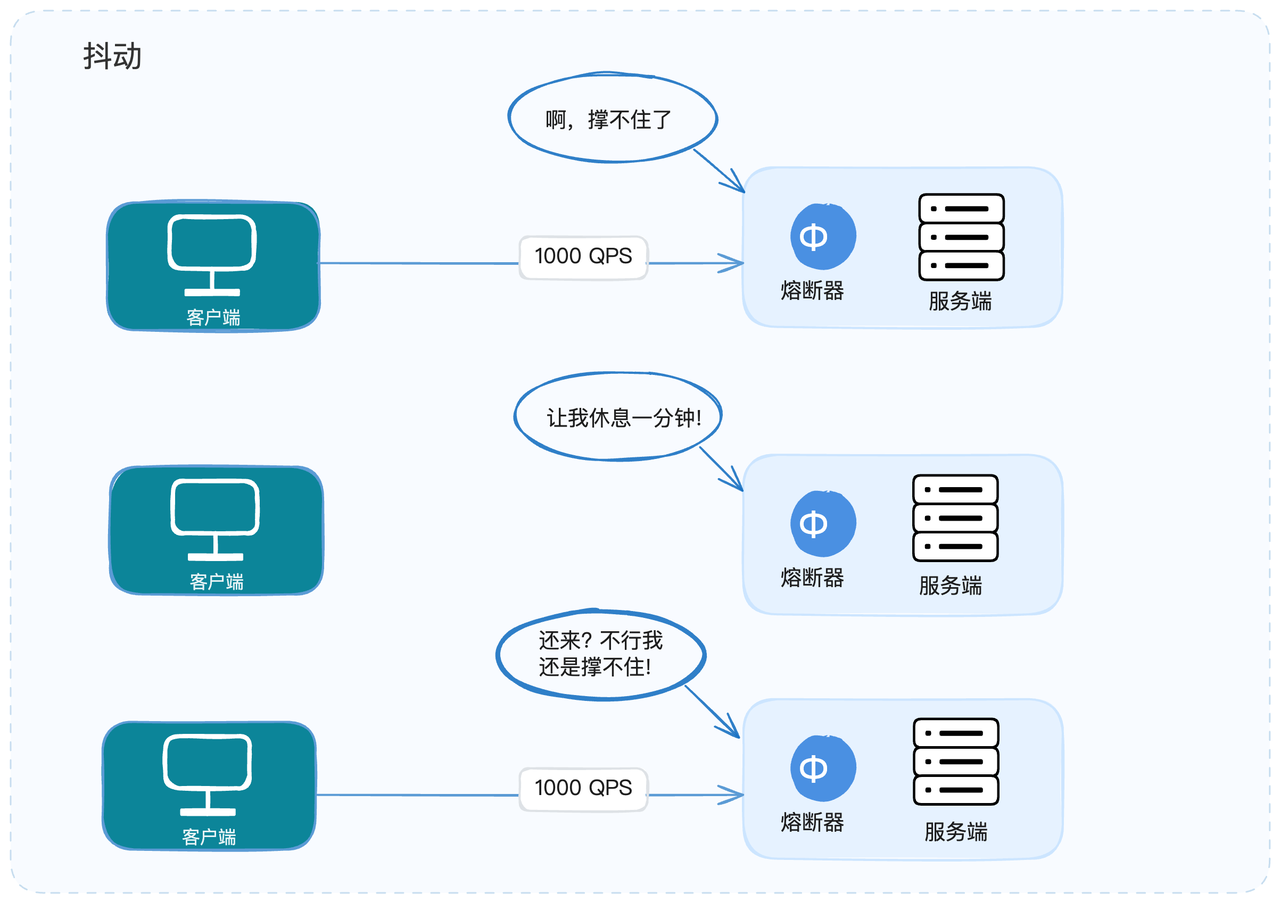 抖动
啊，撑不住了
1000 QPS
客户端
Φ
熔断器
服务端
让我休息一分钟!
客户端
Φ
熔断器
服务端
还来? 不行我
还是撑不住!
1000 QPS
客户端
Φ
熔断器
服务端